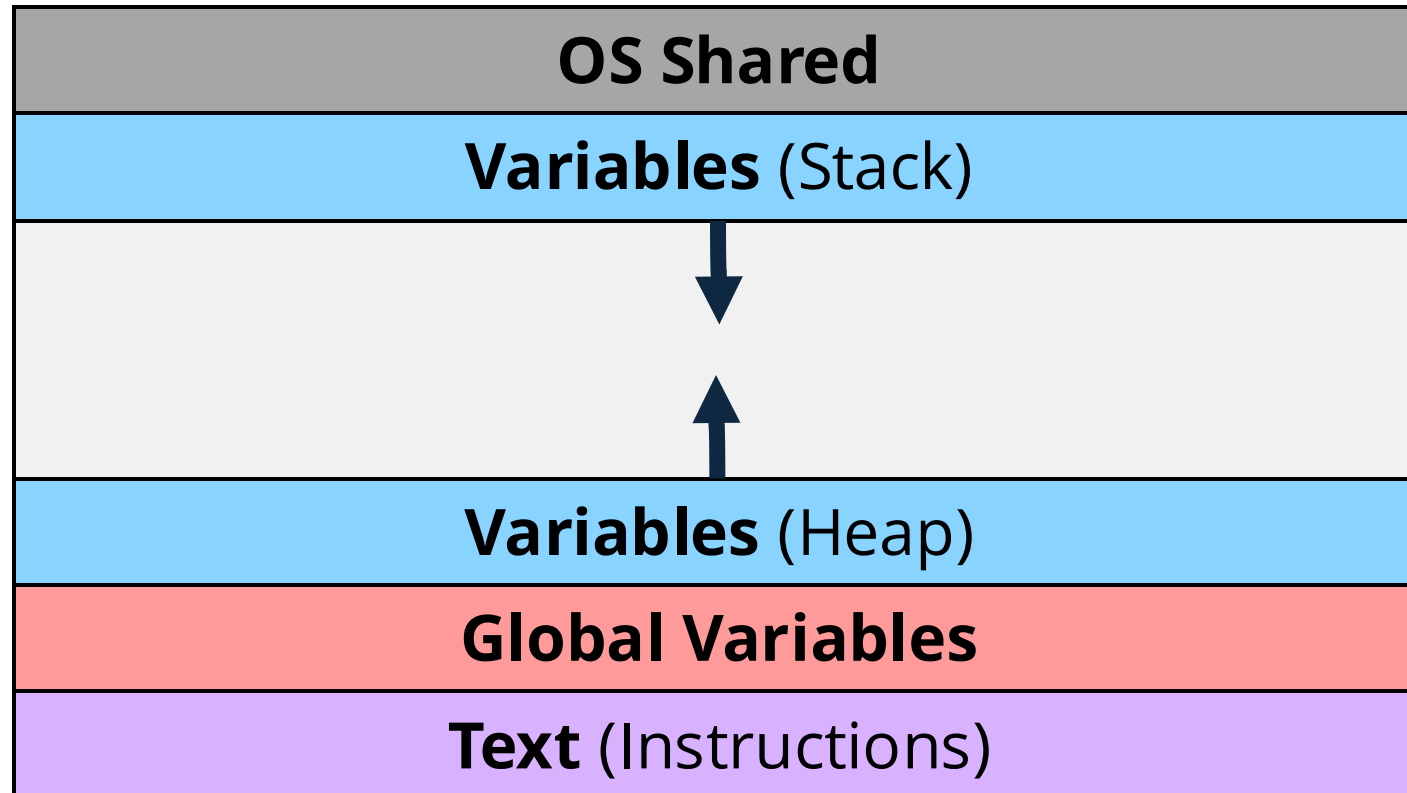 OS Shared
Variables (Stack)
Variables (Heap)
Global Variables
Text (Instructions)